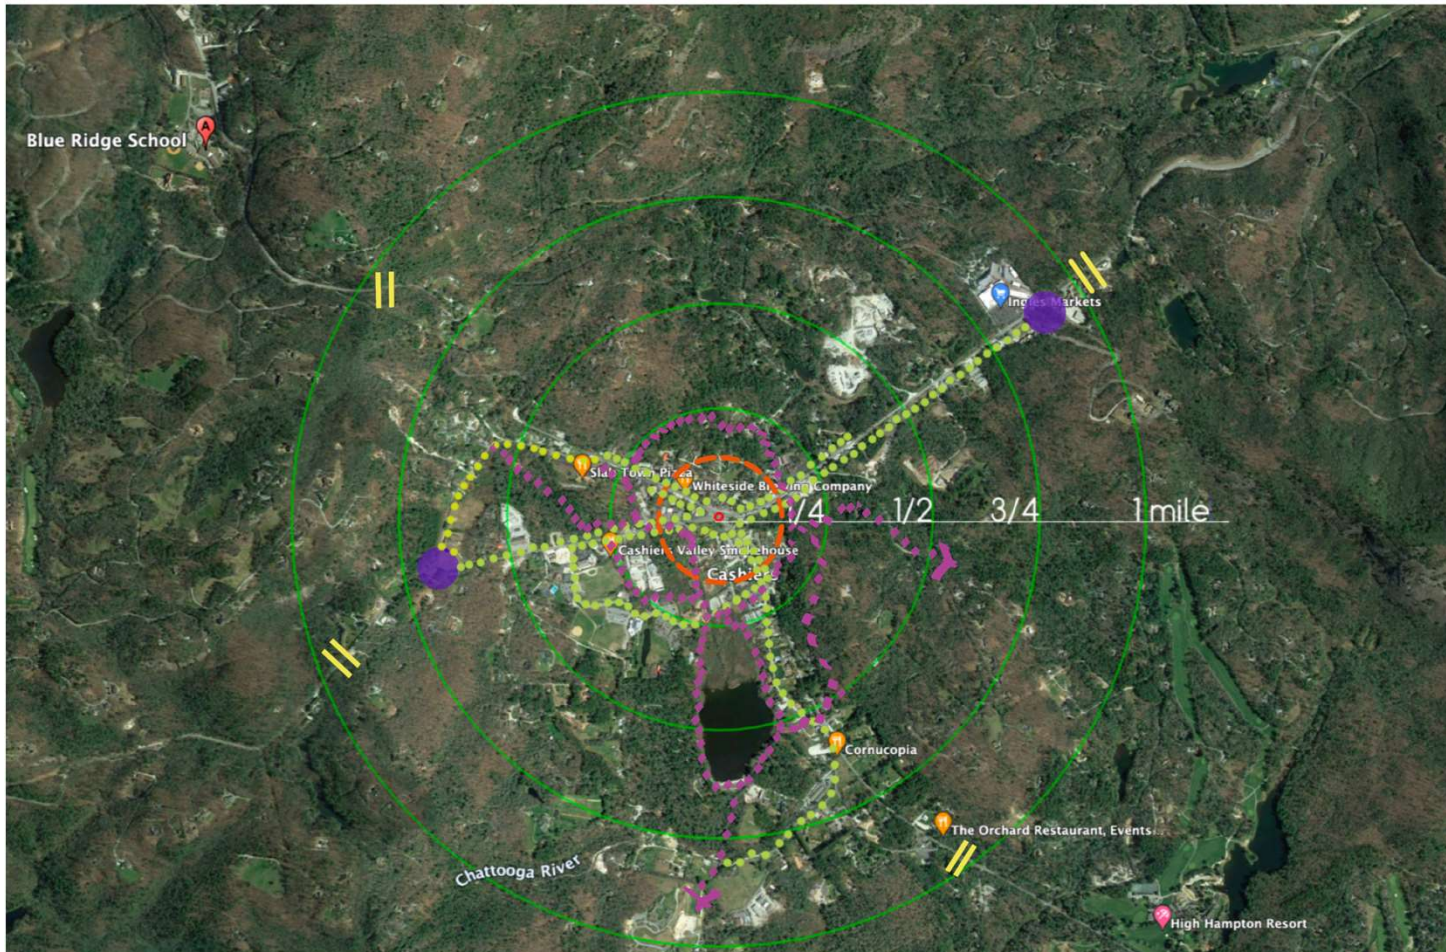 A
Blue Ridge School
Ingles Markets
Slab Town Pizza
Whiteside Brewing Company
1/4
1/2
3/4
1 mile
Cashiers Valley Smokehouse
Cashiers
Cornucopia
The Orchard Restaurant, Events
Chattooga River
High Hampton Resort